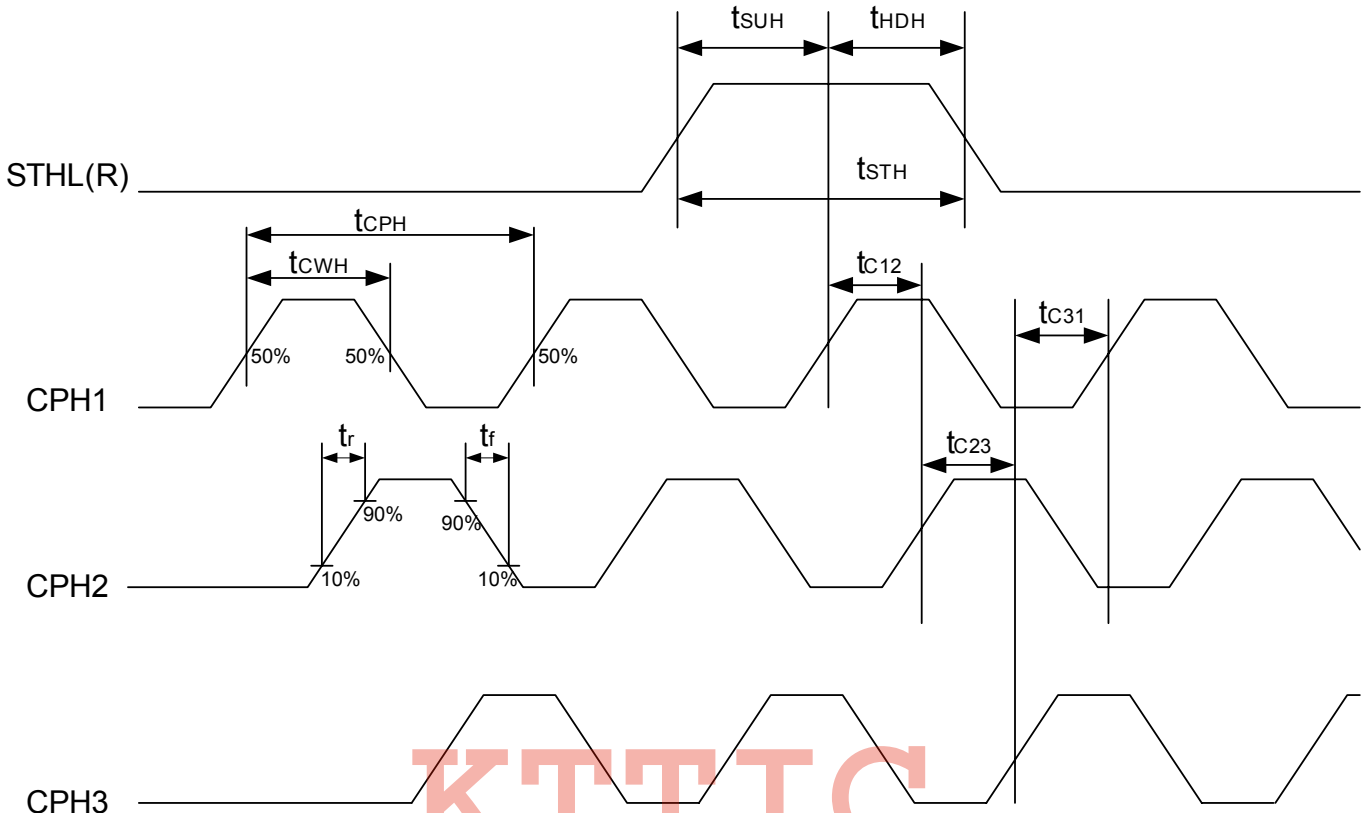 tSUH tHDH
STHL(R)
tSTH
tCPH
tCWH
tC12
tC31
50% 50% 50%
CPH1
tr tf
tC23
90% 90%
10% 10%
CPH2
KTTTC
CPH3